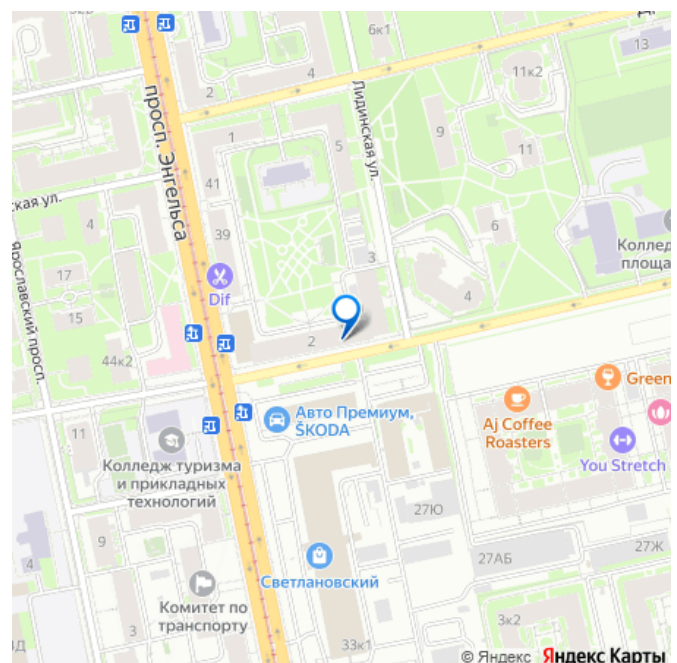 6к1
13
4
2
11к2
9
11
1
5
просп. Энгельса
Лидинская ул.
41
ская ул.
4
39
6
3
Коллед
площа
17
Dif
4
15
2
Ярославский просп.
44к2
Green
Авто Премиум,
ŠKODA
Aj Coffee
Roasters
11
You Stretch
Колледж туризма
и прикладных
технологий
27Ю
9
27АБ
27Ж
4
Светлановский
Комитет по
транспорту
3
3к2
33к1
© Яндекс Яндекс Карты